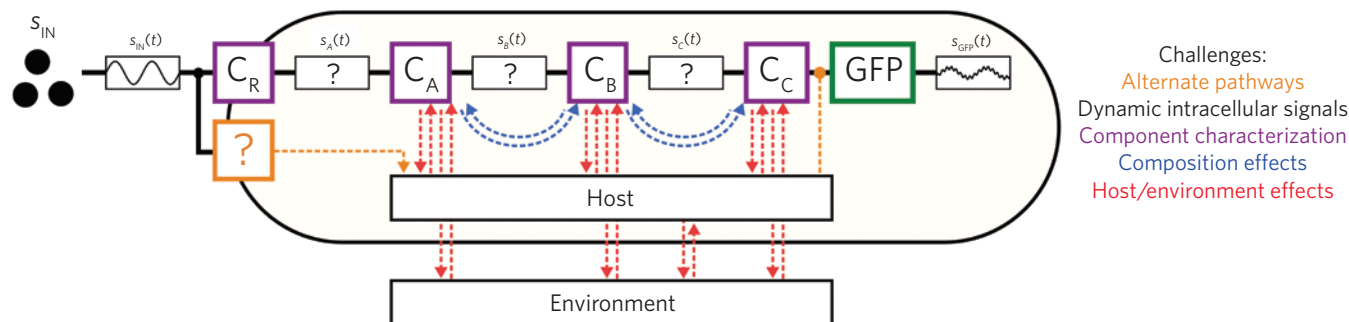 s_IN
s_IN(t)
s_A(t)
s_B(t)
s_C(t)
s_GFP(t)
C_R
?
C_A
?
C_B
?
C_C
GFP
?
Host
Environment
Challenges:
Alternate pathways
Dynamic intracellular signals
Component characterization
Composition effects
Host/environment effects